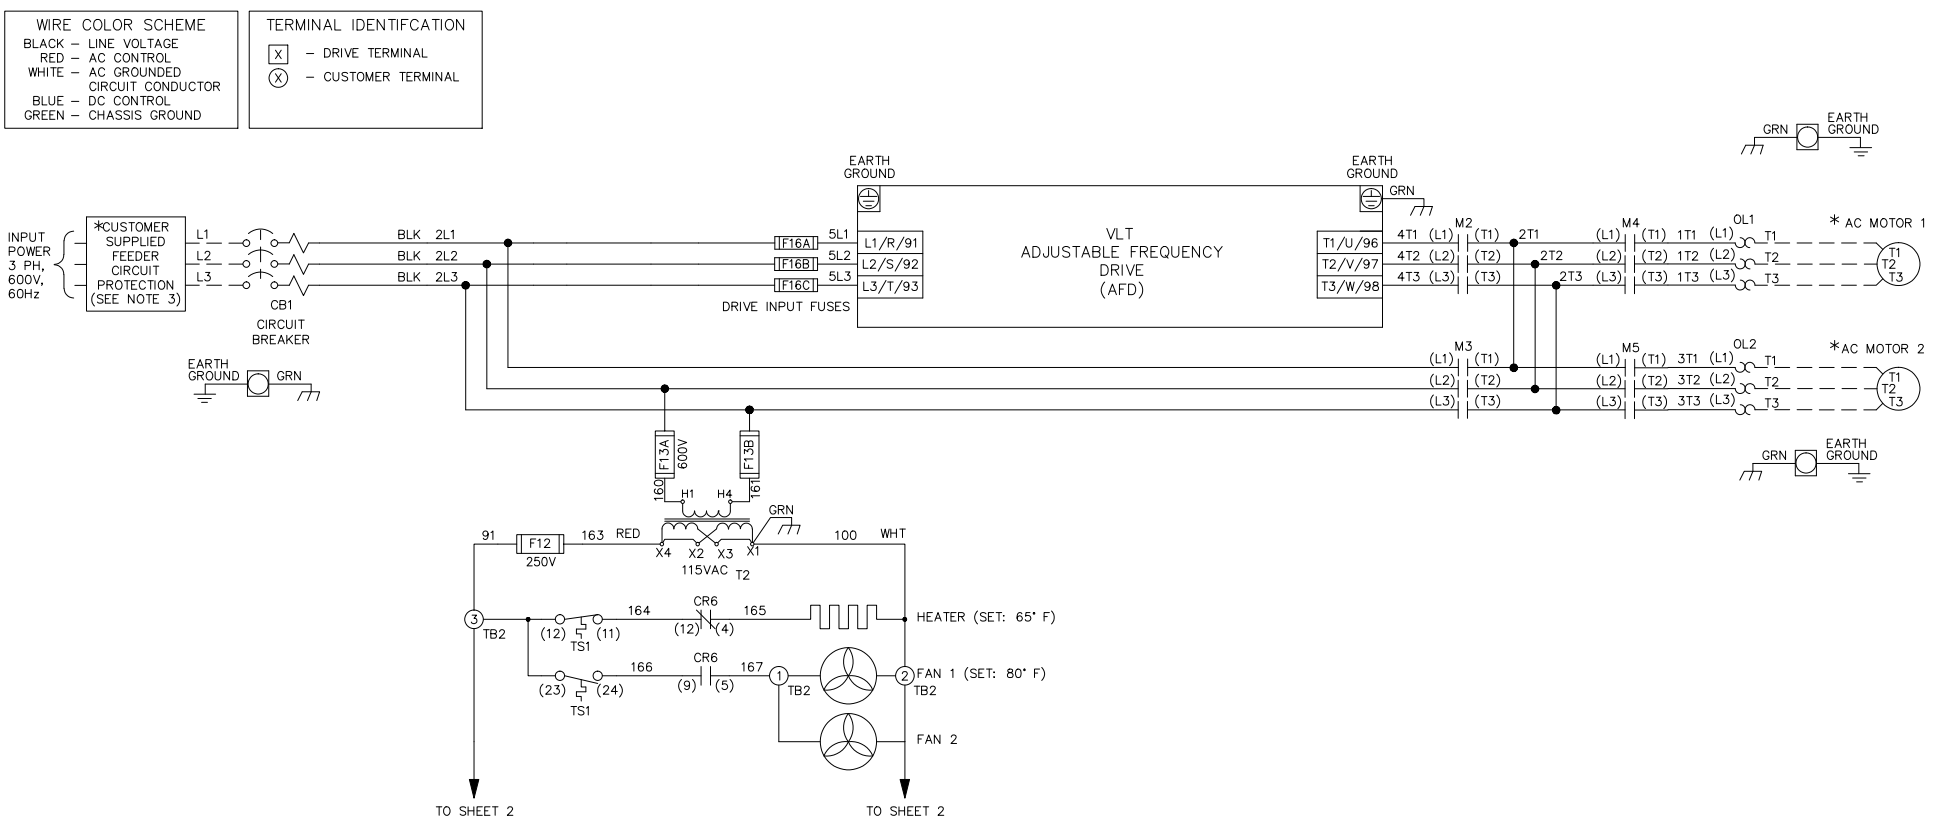 WIRE COLOR SCHEME
BLACK – LINE VOLTAGE
RED – AC CONTROL
WHITE – AC GROUNDED
CIRCUIT CONDUCTOR
BLUE – DC CONTROL
GREEN – CHASSIS GROUND
TERMINAL IDENTIFCATION
X – DRIVE TERMINAL
X – CUSTOMER TERMINAL
INPUT
POWER
3 PH,
600V,
60Hz
*CUSTOMER
SUPPLIED
FEEDER
CIRCUIT
PROTECTION
(SEE NOTE 3)
L1
L2
L3
CB1
CIRCUIT
BREAKER
BLK 2L1
BLK 2L2
BLK 2L3
F16A 5L1
F16B 5L2
F16C 5L3
DRIVE INPUT FUSES
EARTH
GROUND
L1/R/91
L2/S/92
L3/T/93
VLT
ADJUSTABLE FREQUENCY
DRIVE
(AFD)
EARTH
GROUND
GRN
T1/U/96
T2/V/97
T3/W/98
M2
4T1 (L1) (T1) 2T1
4T2 (L2) (T2) 2T2
4T3 (L3) (T3) 2T3
M4
(L1) (T1) 1T1 (L1) T1
(L2) (T2) 1T2 (L2) T2
(L3) (T3) 1T3 (L3) T3
OL1
* AC MOTOR 1
T1
T2
T3
GRN
EARTH
GROUND
M3
(L1) (T1)
(L2) (T2)
(L3) (T3)
M5
(L1) (T1) 3T1 (L1) T1
(L2) (T2) 3T2 (L2) T2
(L3) (T3) 3T3 (L3) T3
OL2
*AC MOTOR 2
T1
T2
T3
GRN
EARTH
GROUND
EARTH
GROUND
GRN
F13A
600V
F13B
160
161
H1 H4
GRN
91
F12
250V
163 RED
X4 X2 X3 X1
115VAC T2
100 WHT
3
TB2
(12) (11)
TS1
164
CR6
(12) (4)
165
HEATER (SET: 65° F)
(23) (24)
TS1
166
CR6
(9) (5)
167
1
TB2
2
TB2
FAN 1 (SET: 80° F)
FAN 2
TO SHEET 2
TO SHEET 2